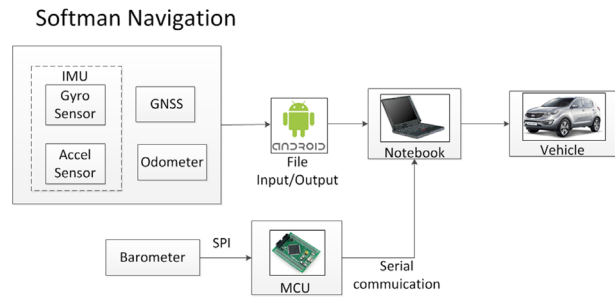 Softman Navigation
IMU
Gyro
Sensor
GNSS
Accel
Sensor
Odometer
ANDROID
File
Input/Output
Notebook
Vehicle
Barometer
SPI
MCU
Serial
commuication